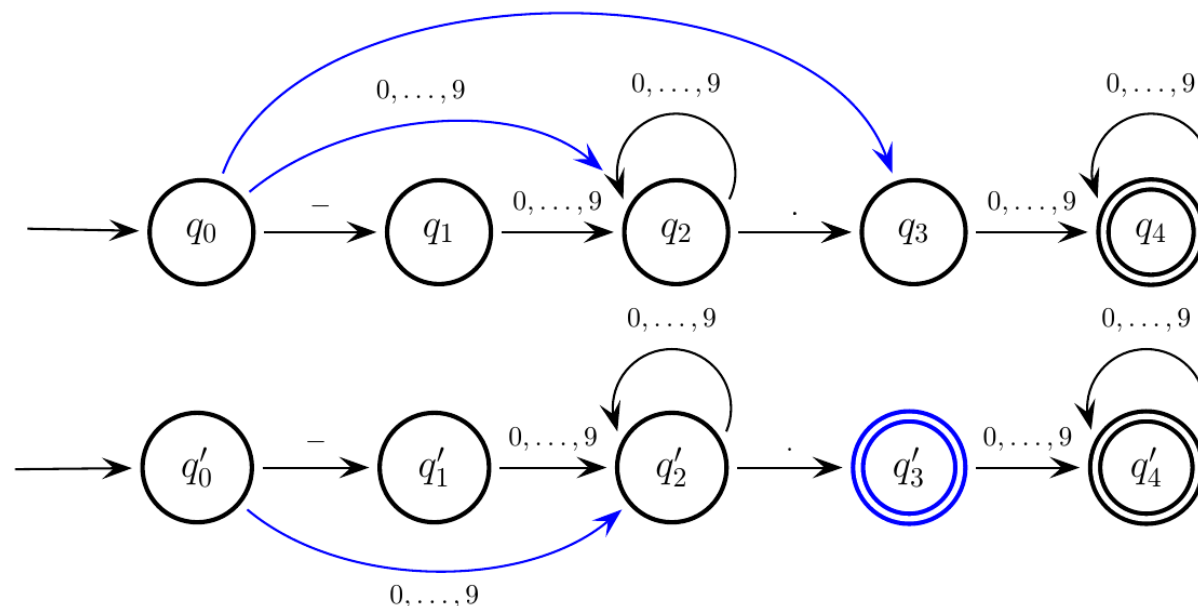 0, . . . , 9
0, . . . , 9
0, . . . , 9
−
0, . . . , 9
.
0, . . . , 9
q0
q1
q2
q3
q4
0, . . . , 9
0, . . . , 9
−
0, . . . , 9
.
0, . . . , 9
q′0
q′1
q′2
q′3
q′4
0, . . . , 9